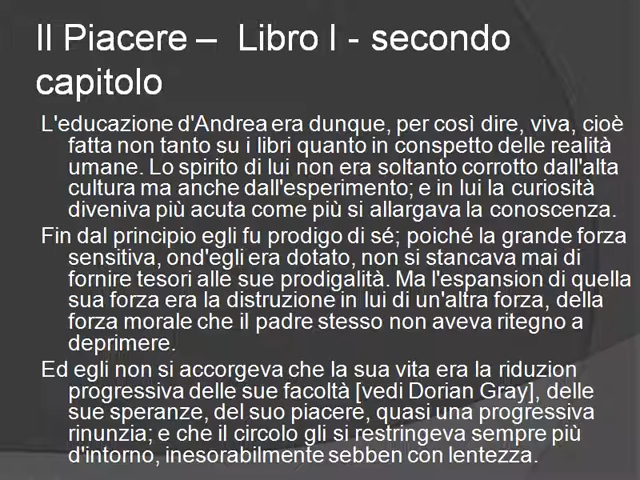 Il Piacere –  Libro I - secondo
capitolo
L'educazione d'Andrea era dunque, per così dire, viva, cioè
fatta non tanto su i libri quanto in conspetto delle realità
umane. Lo spirito di lui non era soltanto corrotto dall'alta
cultura ma anche dall'esperimento; e in lui la curiosità
diveniva più acuta come più si allargava la conoscenza.
Fin dal principio egli fu prodigo di sé; poiché la grande forza
sensitiva, ond'egli era dotato, non si stancava mai di
fornire tesori alle sue prodigalità. Ma l'espansion di quella
sua forza era la distruzione in lui di un'altra forza, della
forza morale che il padre stesso non aveva ritegno a
deprimere.
Ed egli non si accorgeva che la sua vita era la riduzion
progressiva delle sue facoltà [vedi Dorian Gray], delle
sue speranze, del suo piacere, quasi una progressiva
rinunzia; e che il circolo gli si restringeva sempre più
d'intorno, inesorabilmente sebben con lentezza.